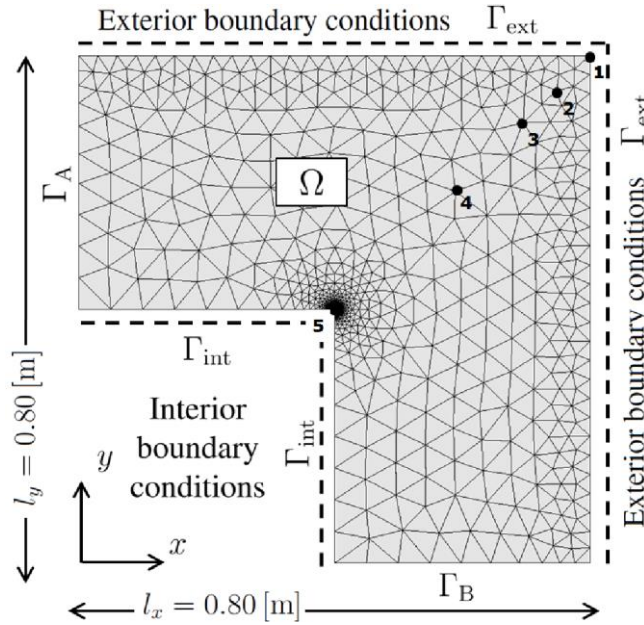 Exterior boundary conditions Γext
1
2
3
4
5
Ω
ΓA
Γext
Exterior boundary conditions Γext
Γint
Γint
Interior
boundary
conditions
y
x
ly = 0.80 [m]
lx = 0.80 [m]
ΓB